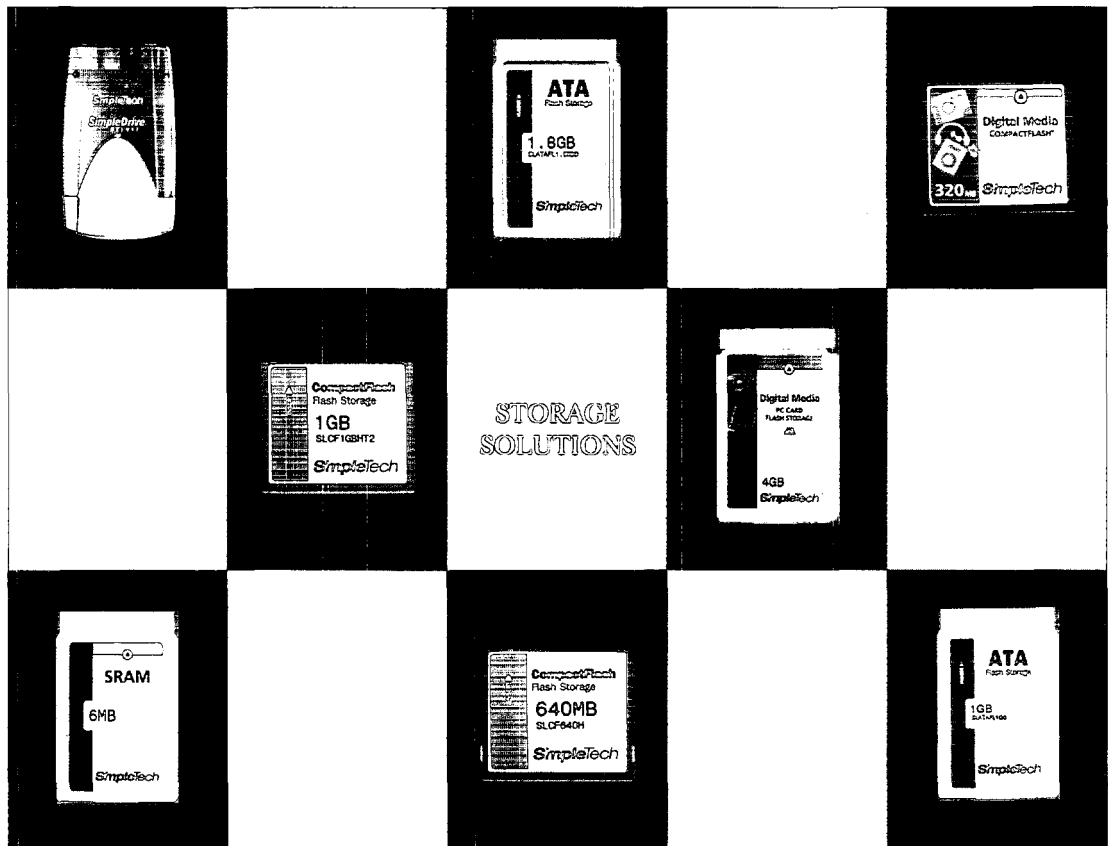 SimpleTech
SimpleDrive
ATA
Flash Storage
1.8GB
SimpleTech
Digital Media
COMPACTFLASH
320 MB
SimpleTech
CompactFlash
Flash Storage
1GB
SLCF1GBHT2
SimpleTech
STORAGE
SOLUTIONS
Digital Media
PC CARD
FLASH STORAGE
4GB
SimpleTech
SRAM
6MB
SimpleTech
CompactFlash
Flash Storage
640MB
SLCF640H
SimpleTech
ATA
Flash Storage
1GB
SimpleTech